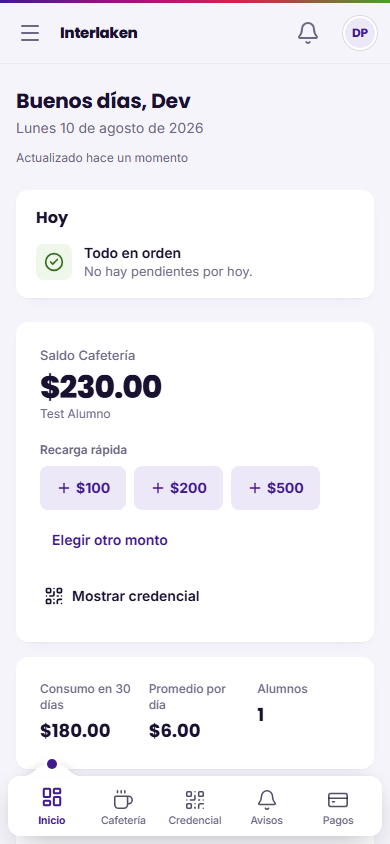 Interlaken
DP
Buenos días, Dev
Lunes 10 de agosto de 2026
Actualizado hace un momento
Hoy
Todo en orden
No hay pendientes por hoy.
Saldo Cafetería
$230.00
Test Alumno
Recarga rápida
+ $100
+ $200
+ $500
Elegir otro monto
Mostrar credencial
Consumo en 30 días
$180.00
Promedio por día
$6.00
Alumnos
1
Inicio
Cafetería
Credencial
Avisos
Pagos